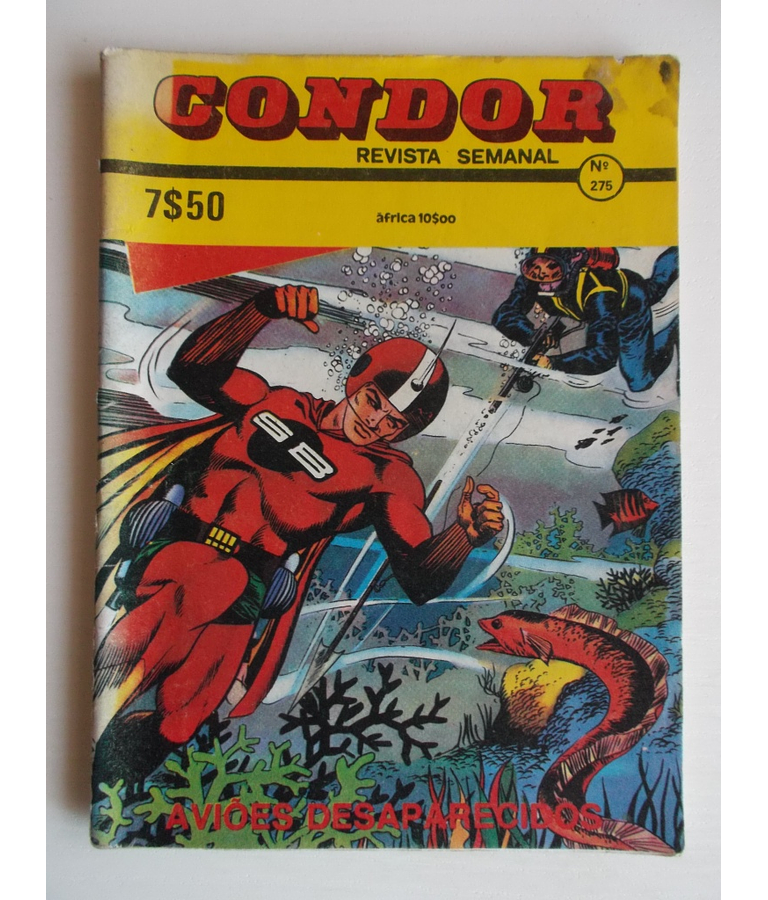 CONDOR
REVISTA SEMANAL
Nº
275
7$50
áfrica 10$00
SB
AVIÕES DESAPARECIDOS